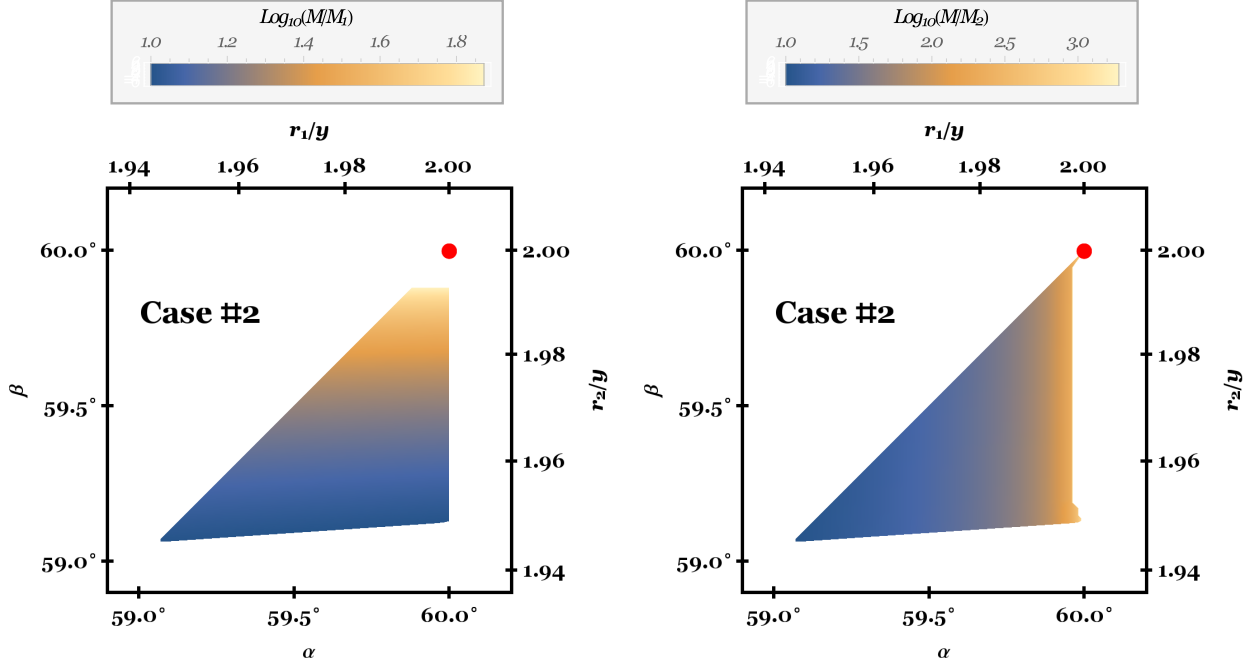 Log₁₀(M/M₁)
1.0 1.2 1.4 1.6 1.8
r₁/y
1.94 1.96 1.98 2.00
60.0° 2.00
Case #2
1.98
β 59.5° r₂/y
1.96
59.0° 1.94
59.0° 59.5° 60.0°
α
Log₁₀(M/M₂)
1.0 1.5 2.0 2.5 3.0
r₁/y
1.94 1.96 1.98 2.00
60.0° 2.00
Case #2
1.98
β 59.5° r₂/y
1.96
59.0° 1.94
59.0° 59.5° 60.0°
α